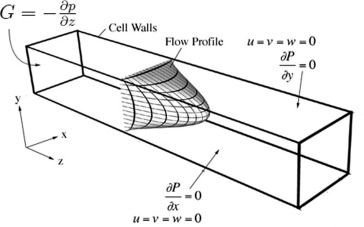 G = −∂p/∂z
Cell Walls
Flow Profile
u = v = w = 0
∂P/∂y = 0
y
x
z
∂P/∂x = 0
u = v = w = 0